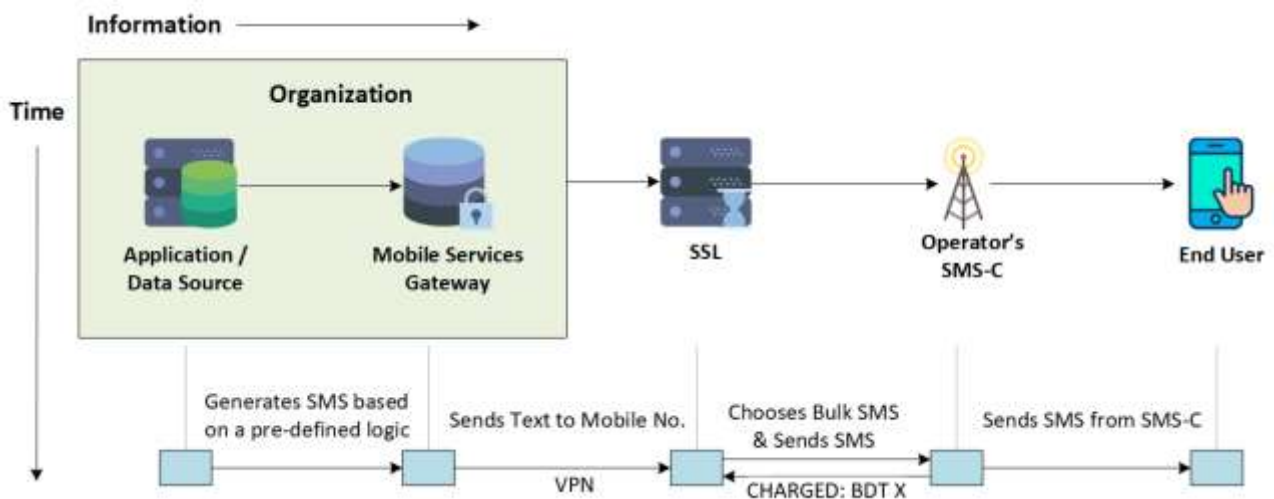 Information
Time
Organization
Application /
Data Source
Mobile Services
Gateway
SSL
Operator's
SMS-C
End User
Generates SMS based
on a pre-defined logic
Sends Text to Mobile No.
VPN
Chooses Bulk SMS
& Sends SMS
CHARGED: BDT X
Sends SMS from SMS-C